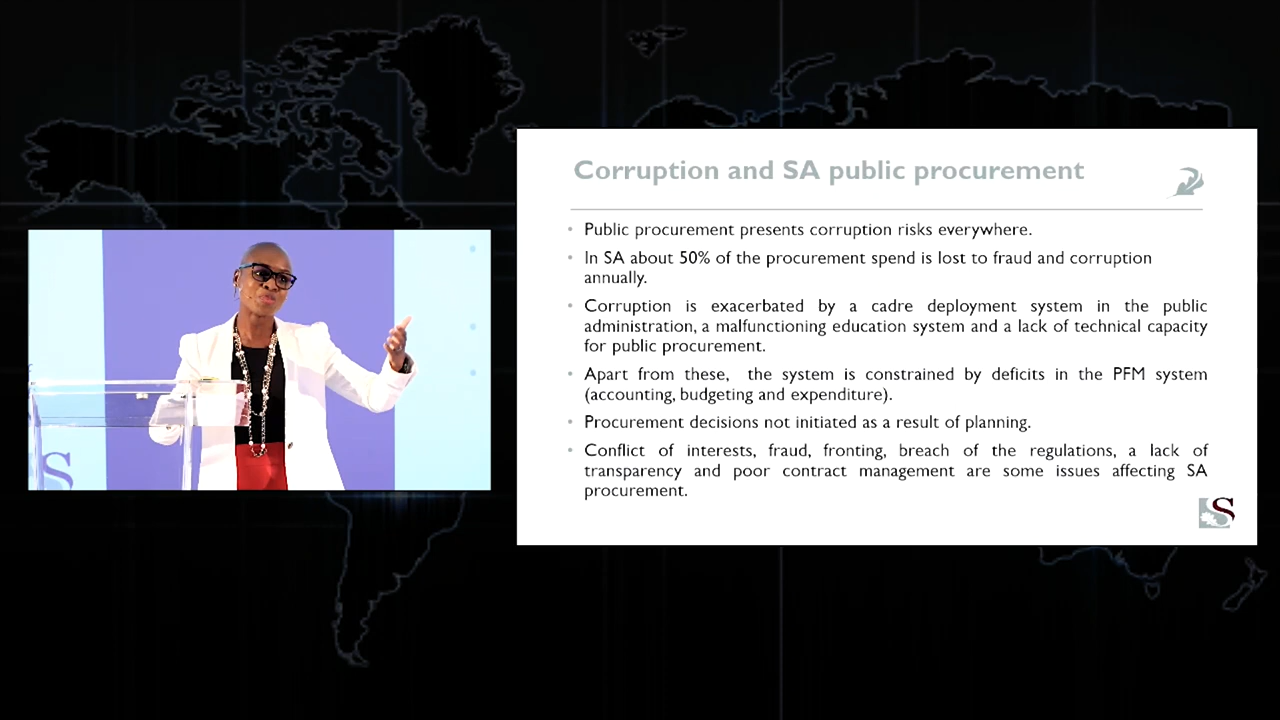 Corruption and SA public procurement
• Public procurement presents corruption risks everywhere.
• In SA about 50% of the procurement spend is lost to fraud and corruption
annually.
• Corruption is exacerbated by a cadre deployment system in the public
administration, a malfunctioning education system and a lack of technical capacity
for public procurement.
• Apart from these, the system is constrained by deficits in the PFM system
(accounting, budgeting and expenditure).
• Procurement decisions not initiated as a result of planning.
• Conflict of interests, fraud, fronting, breach of the regulations, a lack of
transparency and poor contract management are some issues affecting SA
procurement.
S
S